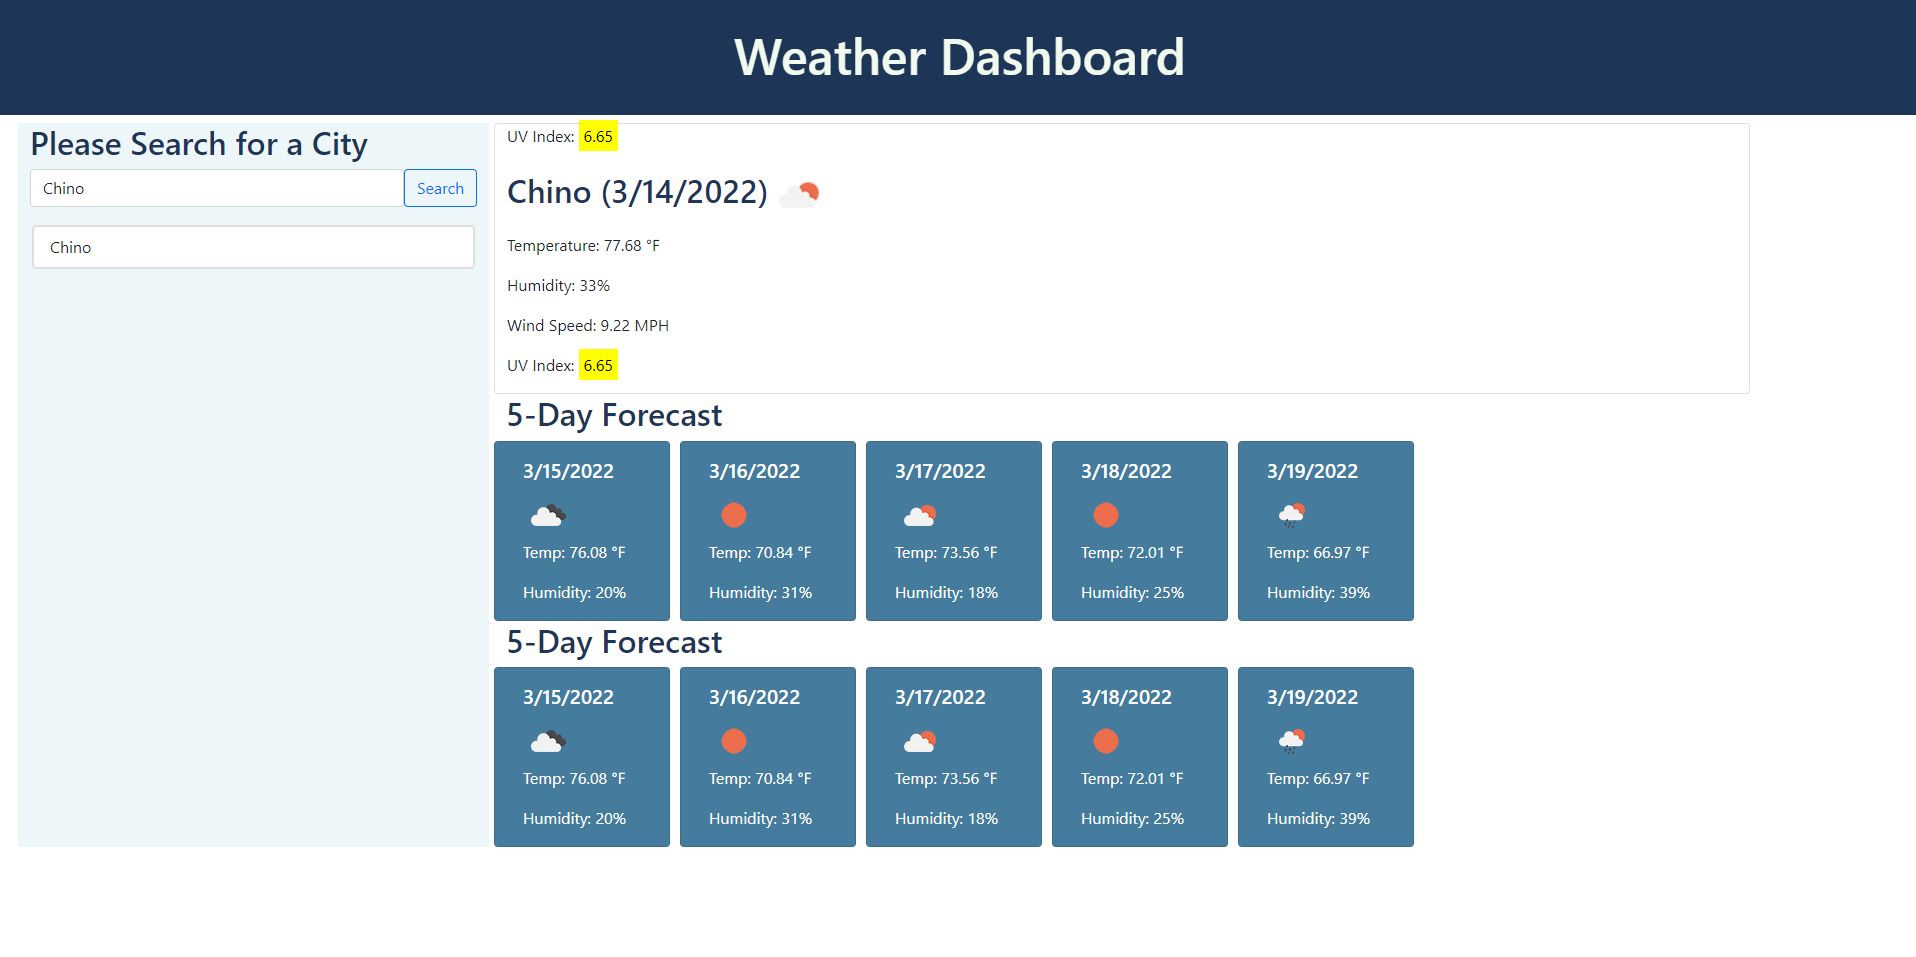 Weather Dashboard
Please Search for a City
Chino Search
Chino
UV Index: 6.65
Chino (3/14/2022)
Temperature: 77.68 °F
Humidity: 33%
Wind Speed: 9.22 MPH
UV Index: 6.65
5-Day Forecast
3/15/2022 3/16/2022 3/17/2022 3/18/2022 3/19/2022
Temp: 76.08 °F Temp: 70.84 °F Temp: 73.56 °F Temp: 72.01 °F Temp: 66.97 °F
Humidity: 20% Humidity: 31% Humidity: 18% Humidity: 25% Humidity: 39%
5-Day Forecast
3/15/2022 3/16/2022 3/17/2022 3/18/2022 3/19/2022
Temp: 76.08 °F Temp: 70.84 °F Temp: 73.56 °F Temp: 72.01 °F Temp: 66.97 °F
Humidity: 20% Humidity: 31% Humidity: 18% Humidity: 25% Humidity: 39%